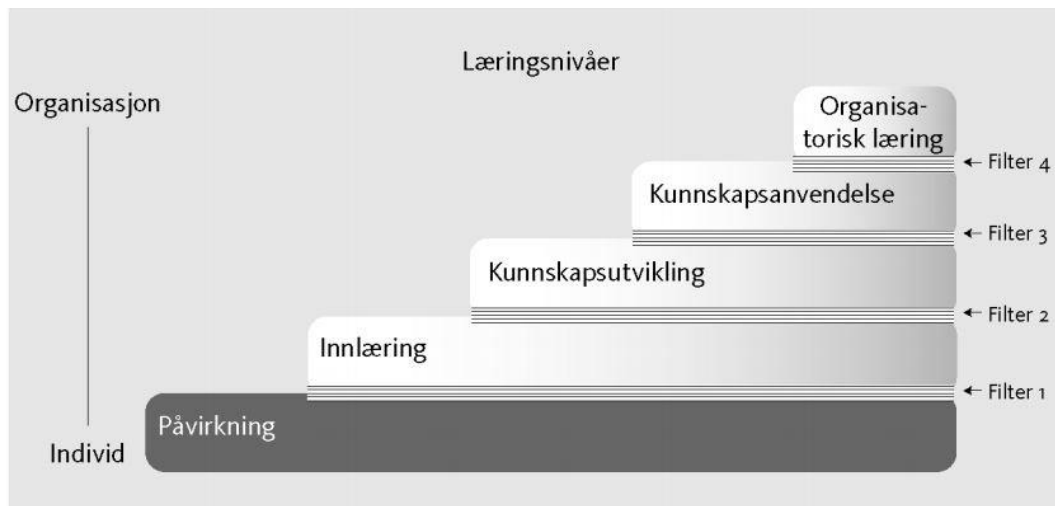 Læringsnivåer
Organisasjon
Organisa-
torisk læring
← Filter 4
Kunnskapsanvendelse
← Filter 3
Kunnskapsutvikling
← Filter 2
Innlæring
← Filter 1
Påvirkning
Individ